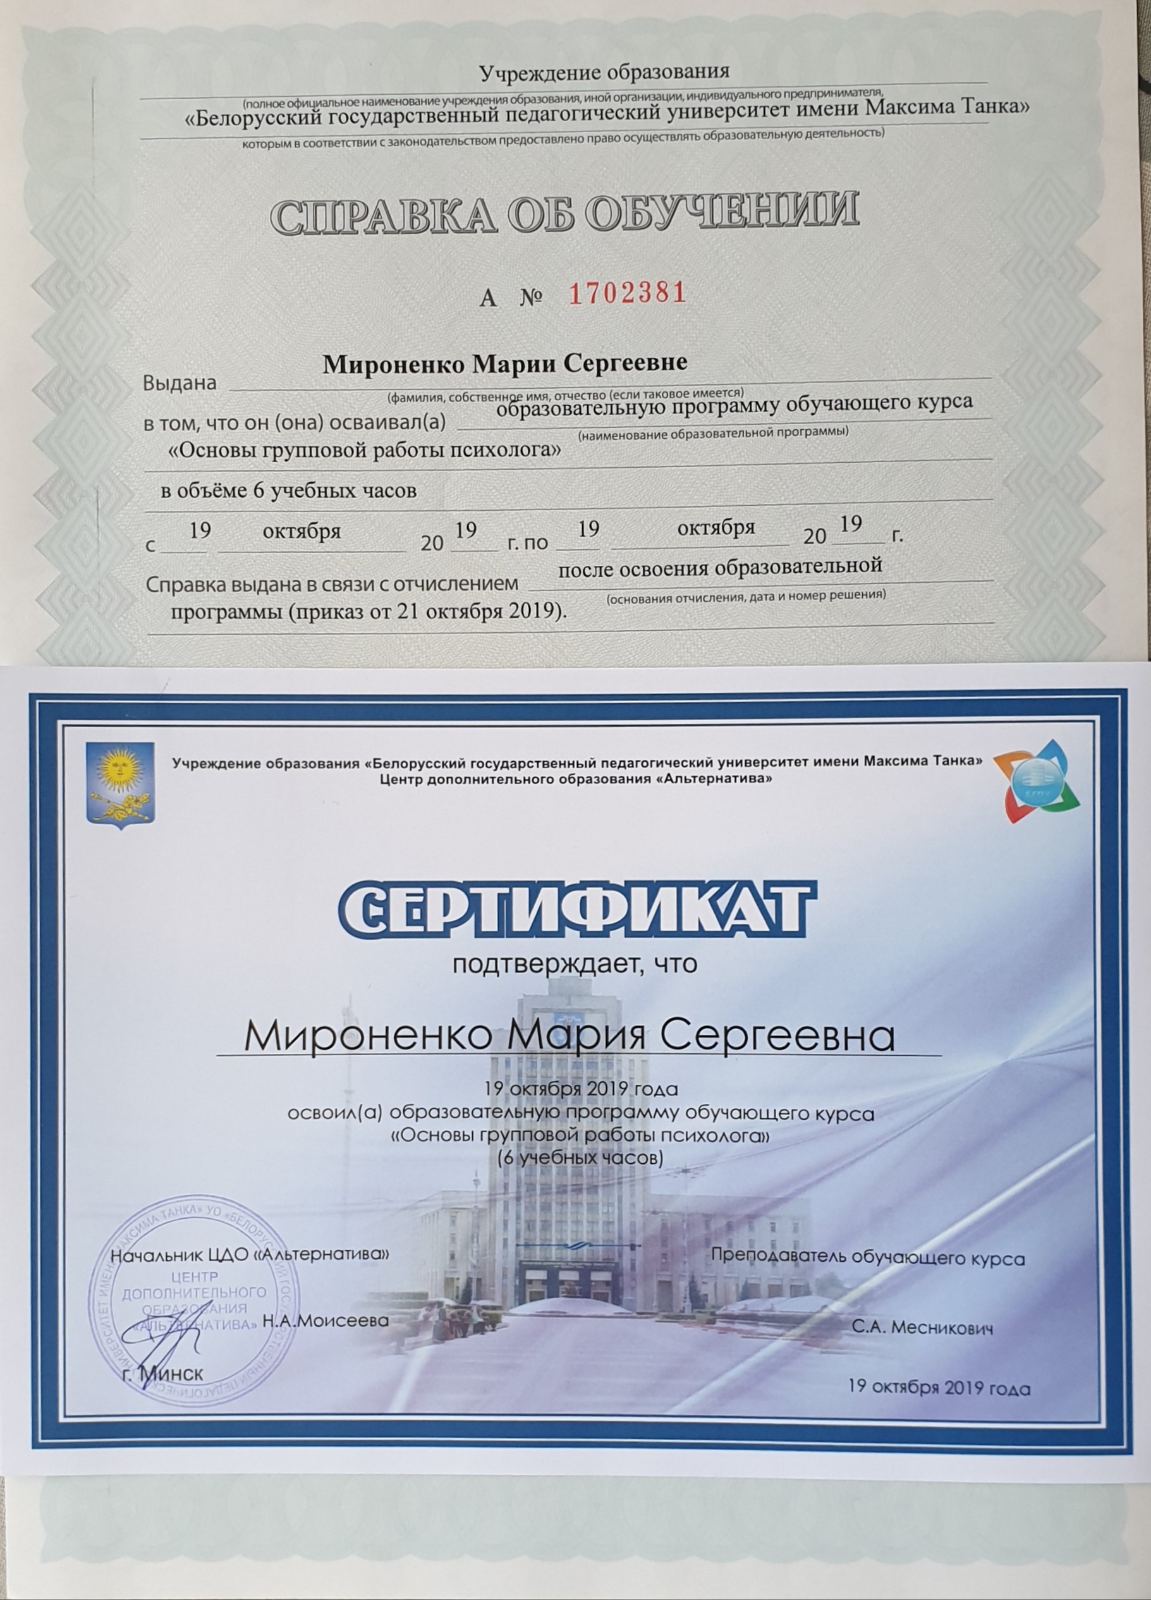 Учреждение образования
(полное официальное наименование учреждения образования, иной организации, индивидуального предпринимателя,
«Белорусский государственный педагогический университет имени Максима Танка»
которым в соответствии с законодательством предоставлено право осуществлять образовательную деятельность)
СПРАВКА ОБ ОБУЧЕНИИ
А № 1702381
Выдана Мироненко Марии Сергеевне
(фамилия, собственное имя, отчество (если таковое имеется)
в том, что он (она) осваивал(а) образовательную программу обучающего курса
(наименование образовательной программы)
«Основы групповой работы психолога»
в объёме 6 учебных часов
с 19 октября 20 19 г. по 19 октября 20 19 г.
Справка выдана в связи с отчислением после освоения образовательной
(основания отчисления, дата и номер решения)
программы (приказ от 21 октября 2019).
Учреждение образования «Белорусский государственный педагогический университет имени Максима Танка»
Центр дополнительного образования «Альтернатива»
СЕРТИФИКАТ
подтверждает, что
Мироненко Мария Сергеевна
19 октября 2019 года
освоил(а) образовательную программу обучающего курса
«Основы групповой работы психолога»
(6 учебных часов)
Начальник ЦДО «Альтернатива»
Преподаватель обучающего курса
ЦЕНТР
ДОПОЛНИТЕЛЬНОГО
ОБРАЗОВАНИЯ
«АЛЬТЕРНАТИВА»
Н.А.Моисеева
С.А. Месникович
г. Минск
19 октября 2019 года